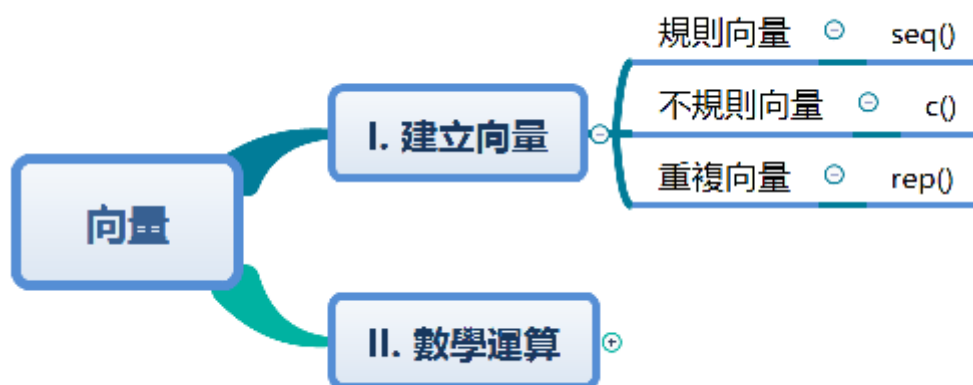 向量
I. 建立向量
規則向量 seq()
不規則向量 c()
重複向量 rep()
II. 數學運算